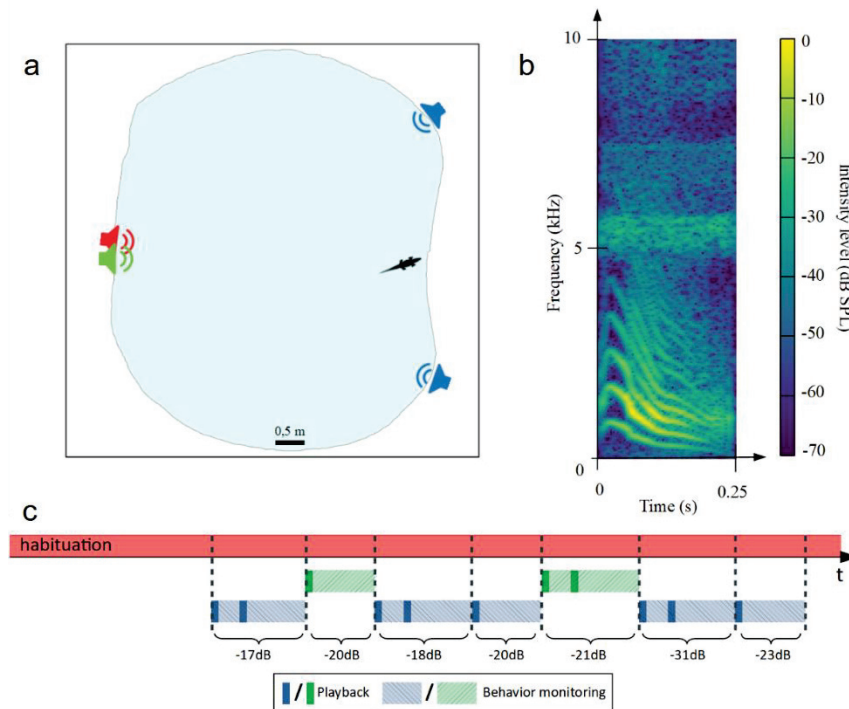 a
0,5 m
b
10
5
0
Frequency (kHz)
0
0.25
Time (s)
0
-10
-20
-30
-40
-50
-60
-70
Intensity level (dB SPL)
c
habituation
t
-17dB
-20dB
-18dB
-20dB
-21dB
-31dB
-23dB
/ Playback
/ Behavior monitoring